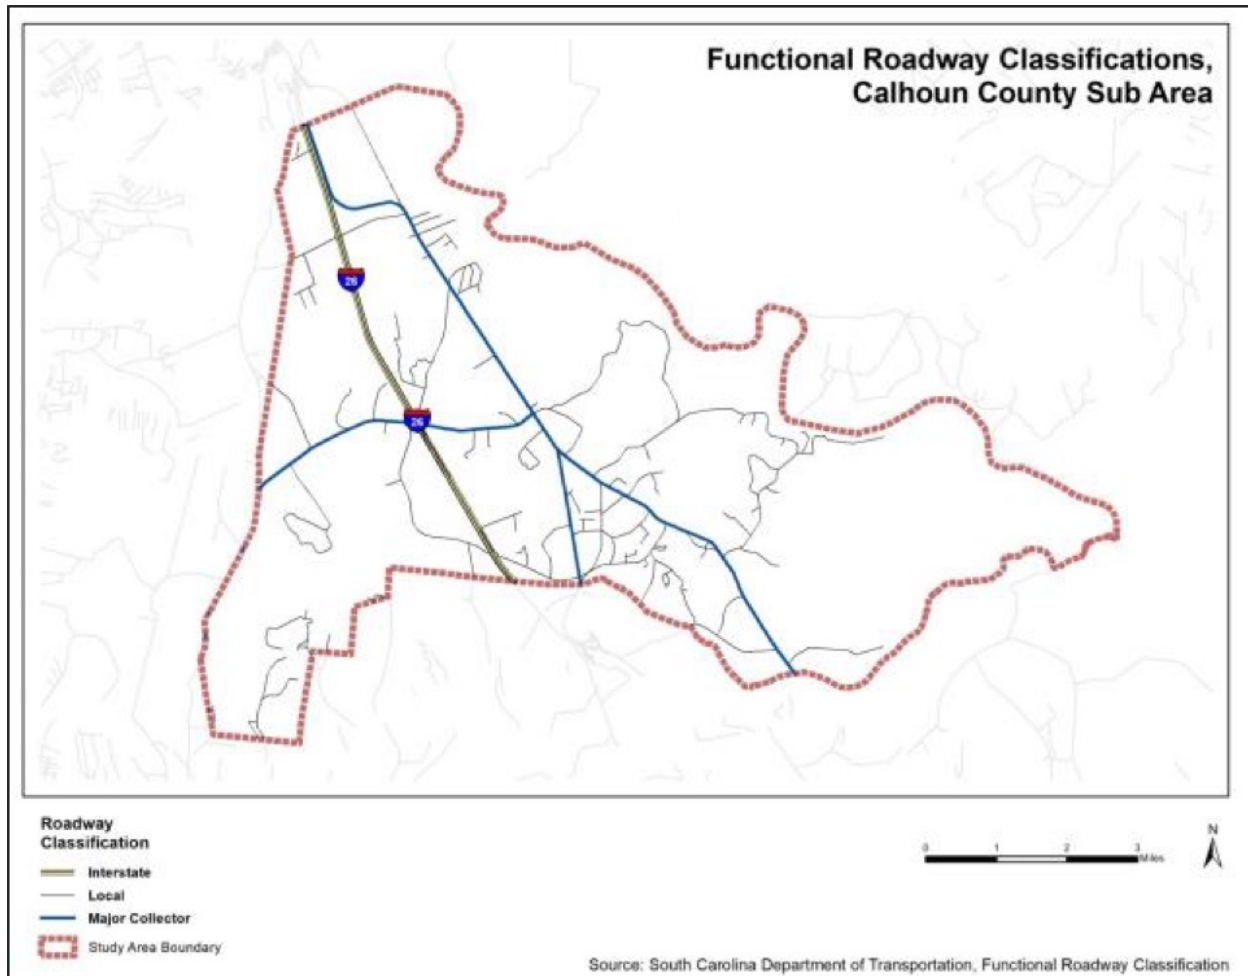 Functional Roadway Classifications,
Calhoun County Sub Area
26
26
Roadway
Classification
Interstate
Local
Major Collector
Study Area Boundary
0 1 2 3
Miles
N
Source: South Carolina Department of Transportation, Functional Roadway Classification